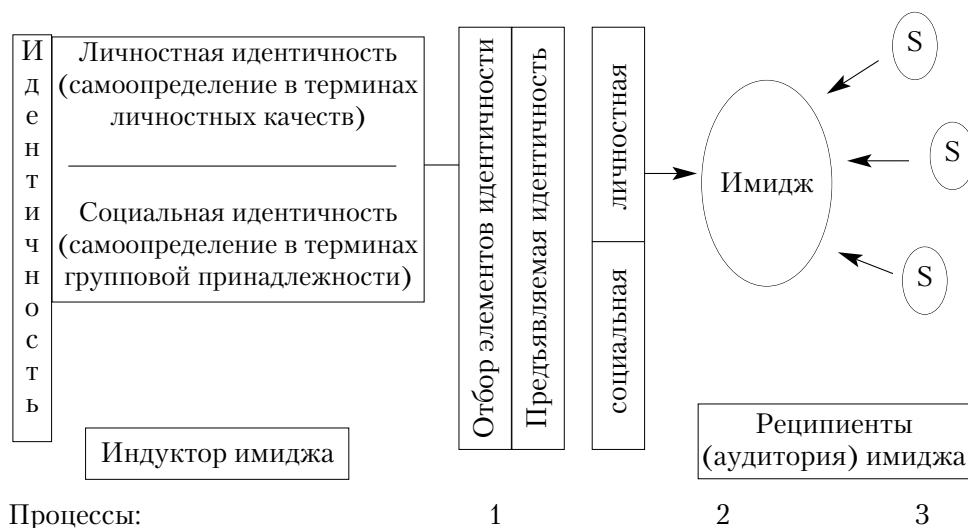 Идентичность
Личностная идентичность
(самоопределение в терминах
личностных качеств)
Социальная идентичность
(самоопределение в терминах
групповой принадлежности)
Отбор элементов идентичности
Предъявляемая идентичность
личностная
социальная
Имидж
S
S
S
Индуктор имиджа
Реципиенты
(аудитория) имиджа
Процессы: 1 2 3